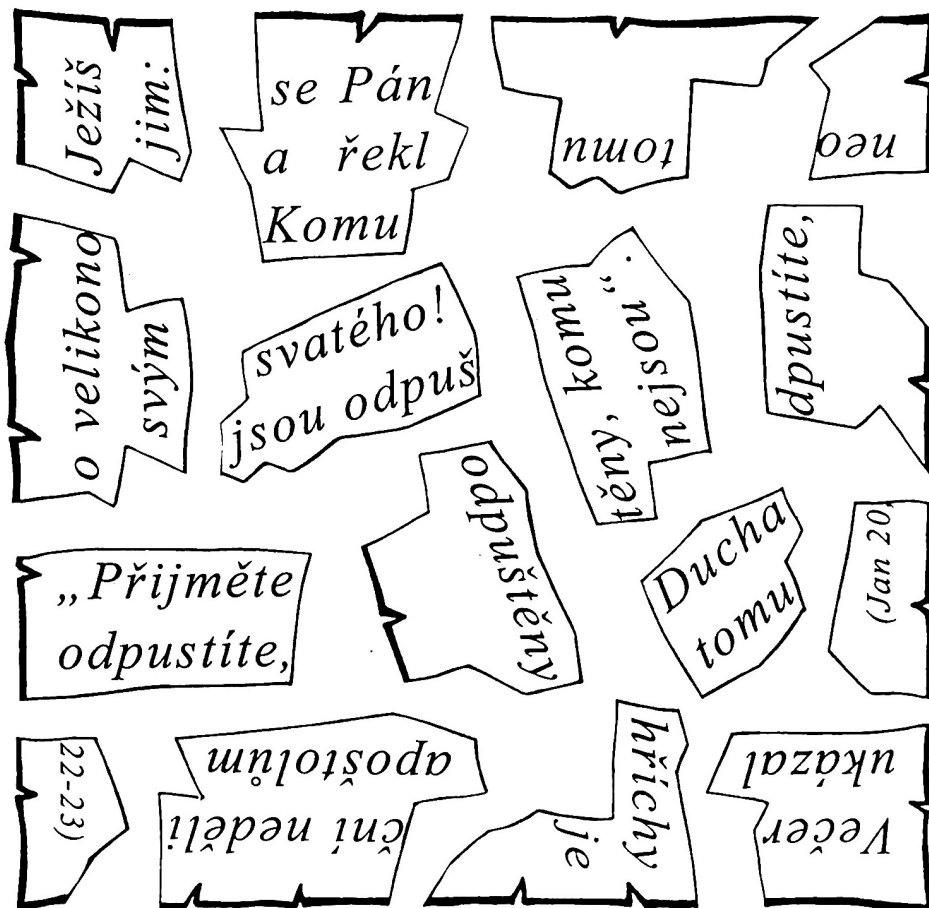 Ježíš
jim:
se Pán
a řekl
Komu
tomu
neo
o velikono
svým
svatého!
jsou odpuš
těny, komu
nejsou“.
dpustíte,
„Přijměte
odpustíte,
odpuštěny
Ducha
tomu
(Jan 20,
22-23)
apoštolům
ční neděli
hříchy
je
Večer
ukázal